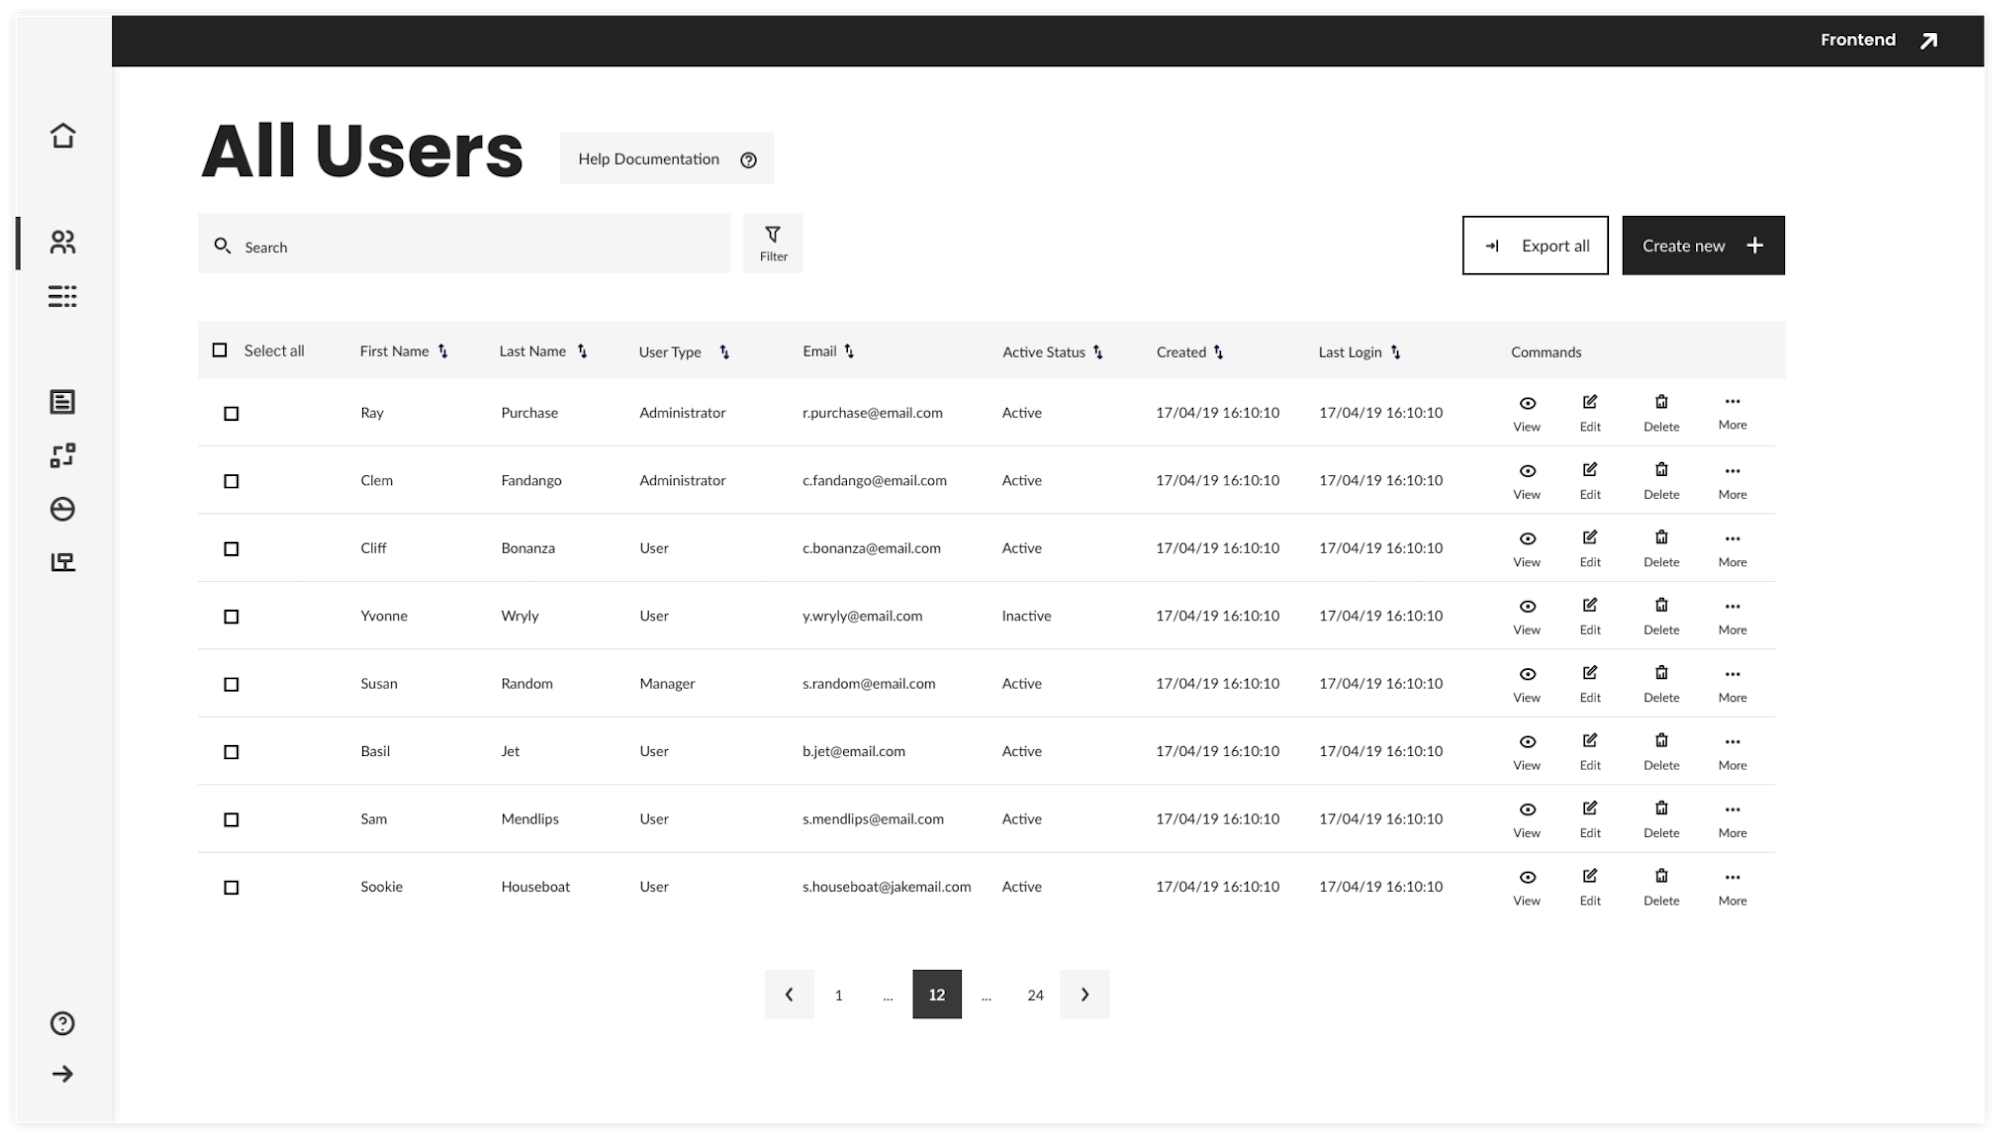 Frontend
All Users
Help Documentation
Search
Filter
Export all
Create new
Select all First Name Last Name User Type Email Active Status Created Last Login Commands
Ray Purchase Administrator r.purchase@email.com Active 17/04/19 16:10:10 17/04/19 16:10:10 View Edit Delete More
Clem Fandango Administrator c.fandango@email.com Active 17/04/19 16:10:10 17/04/19 16:10:10 View Edit Delete More
Cliff Bonanza User c.bonanza@email.com Active 17/04/19 16:10:10 17/04/19 16:10:10 View Edit Delete More
Yvonne Wryly User y.wryly@email.com Inactive 17/04/19 16:10:10 17/04/19 16:10:10 View Edit Delete More
Susan Random Manager s.random@email.com Active 17/04/19 16:10:10 17/04/19 16:10:10 View Edit Delete More
Basil Jet User b.jet@email.com Active 17/04/19 16:10:10 17/04/19 16:10:10 View Edit Delete More
Sam Mendlips User s.mendlips@email.com Active 17/04/19 16:10:10 17/04/19 16:10:10 View Edit Delete More
Sookie Houseboat User s.houseboat@jakemail.com Active 17/04/19 16:10:10 17/04/19 16:10:10 View Edit Delete More
1 ... 12 ... 24